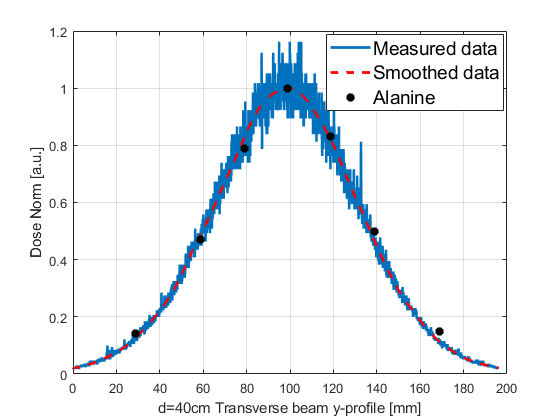 1.2
1
0.8
0.6
0.4
0.2
0
Dose Norm [a.u.]
Measured data
Smoothed data
Alanine
0 20 40 60 80 100 120 140 160 180 200
d=40cm Transverse beam y-profile [mm]